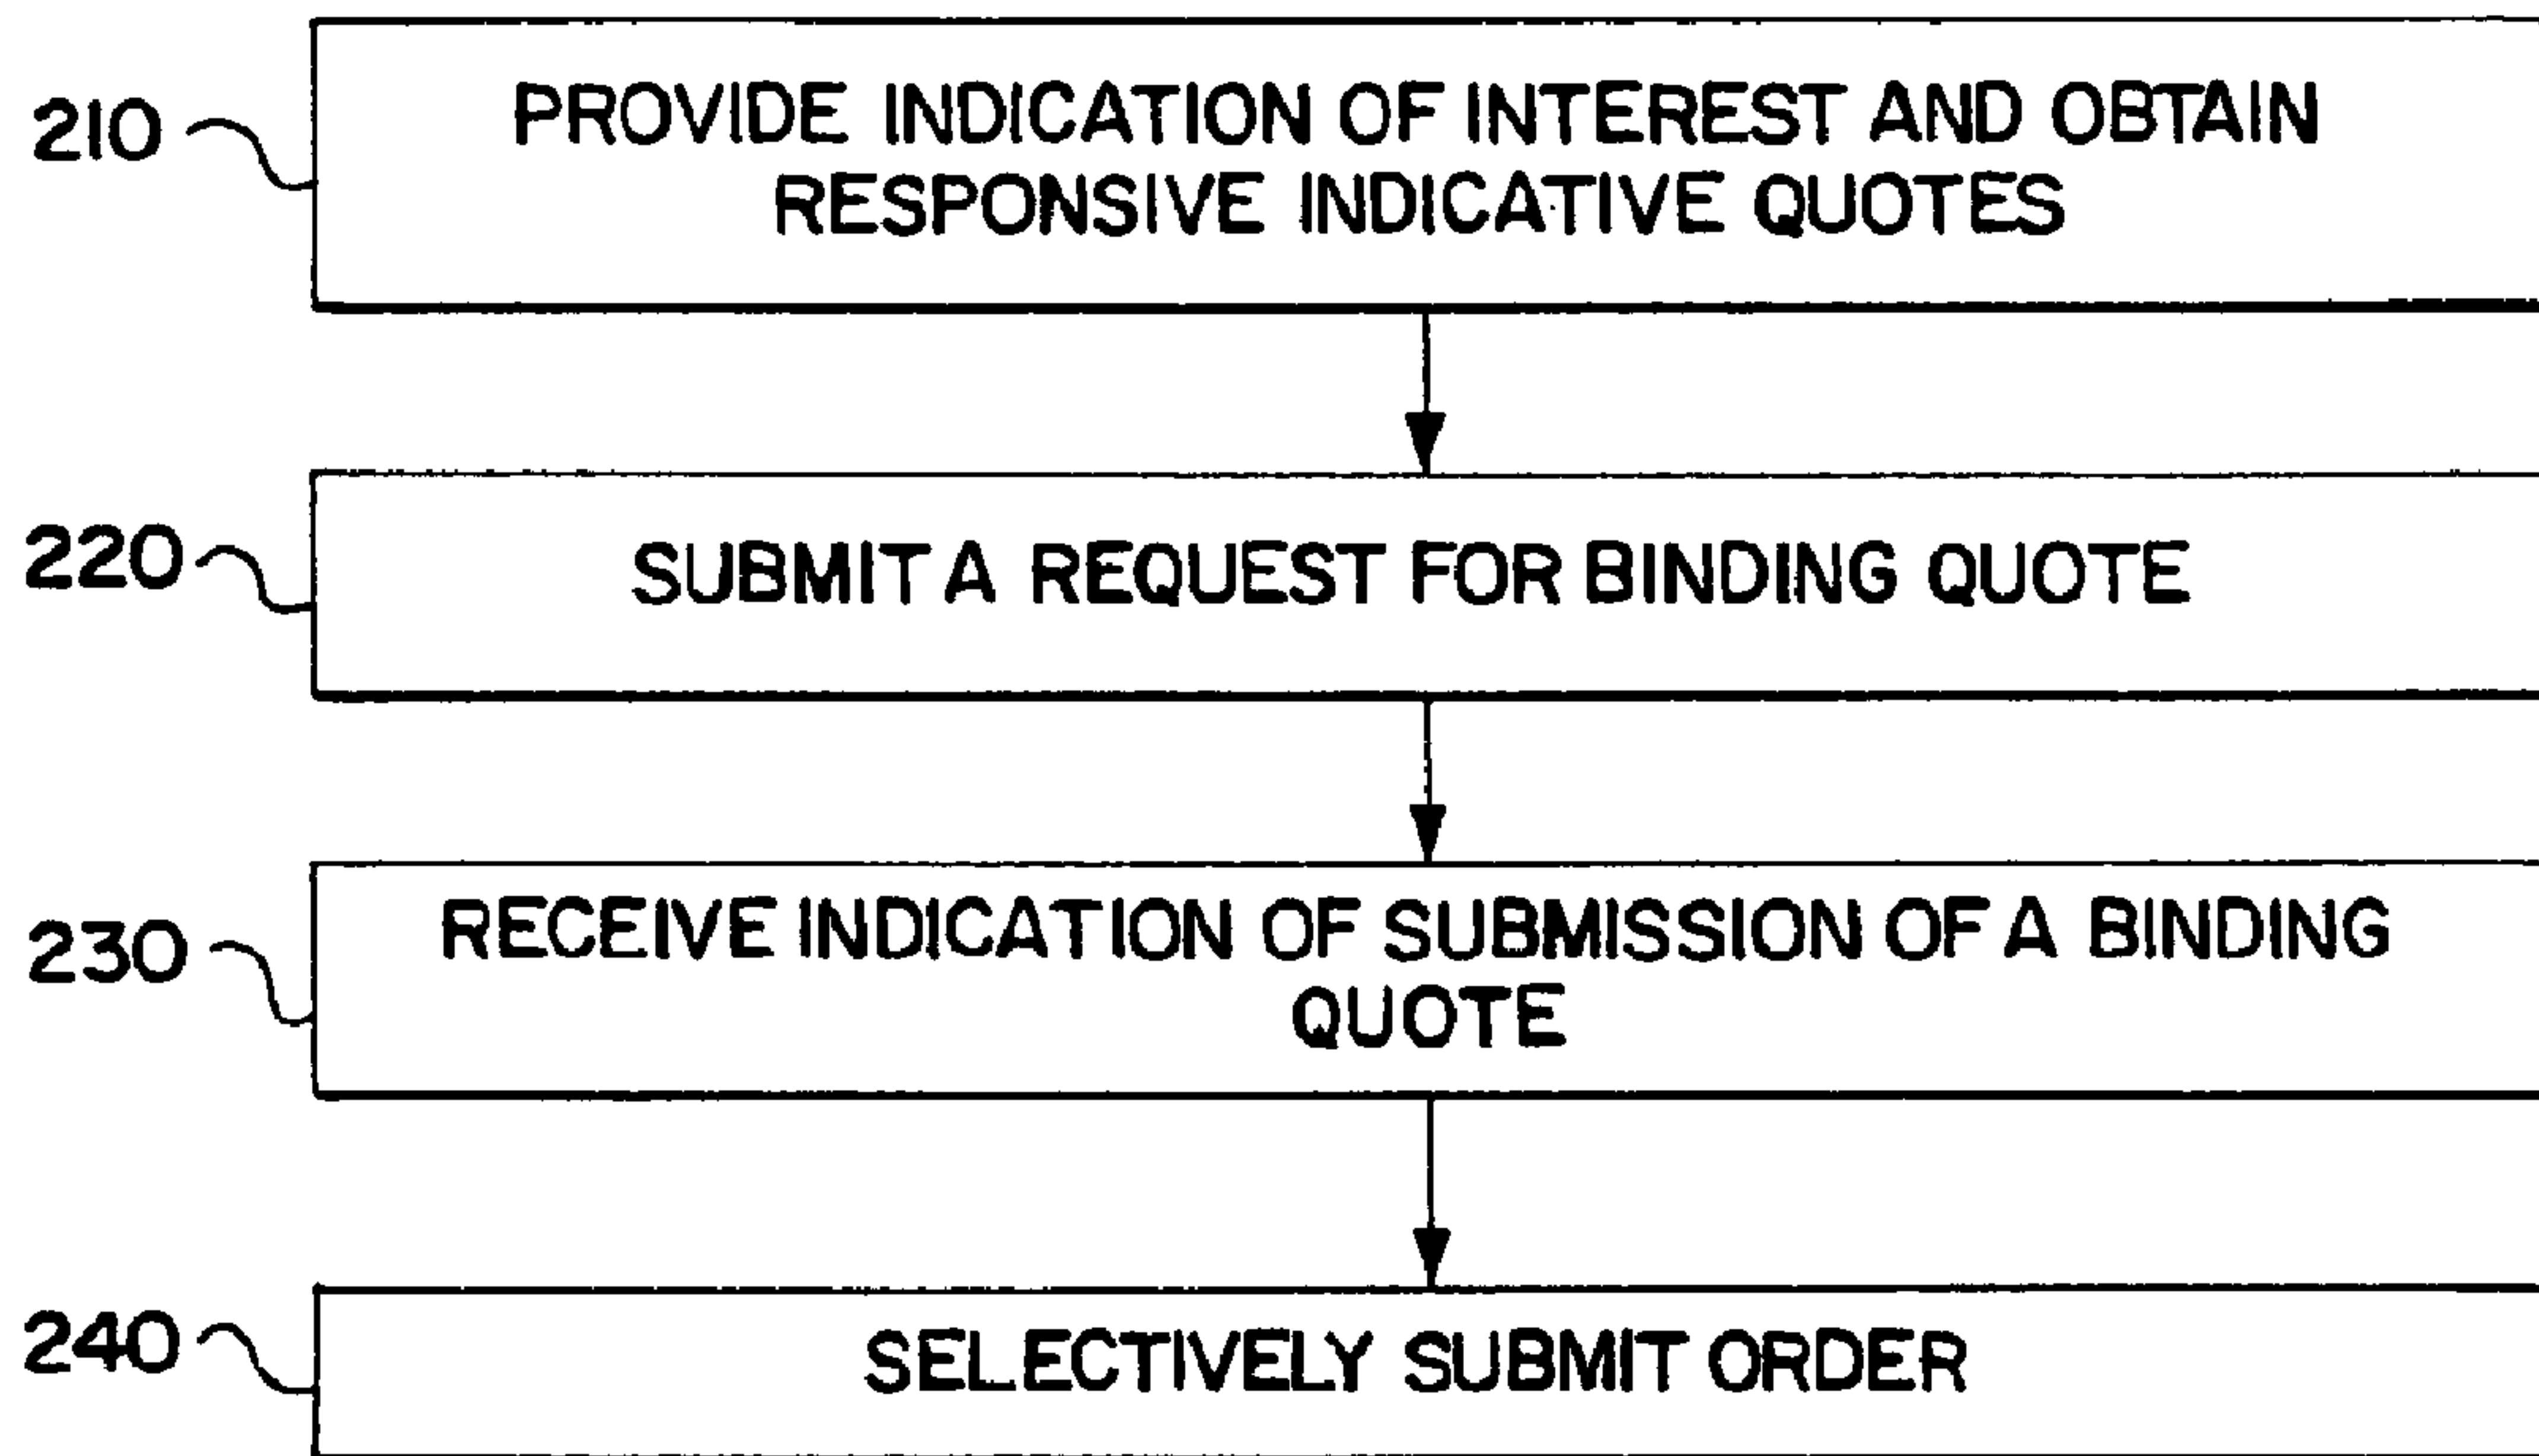 210
PROVIDE INDICATION OF INTEREST AND OBTAIN
RESPONSIVE INDICATIVE QUOTES
220
SUBMIT A REQUEST FOR BINDING QUOTE
230
RECEIVE INDICATION OF SUBMISSION OF A BINDING
QUOTE
240
SELECTIVELY SUBMIT ORDER